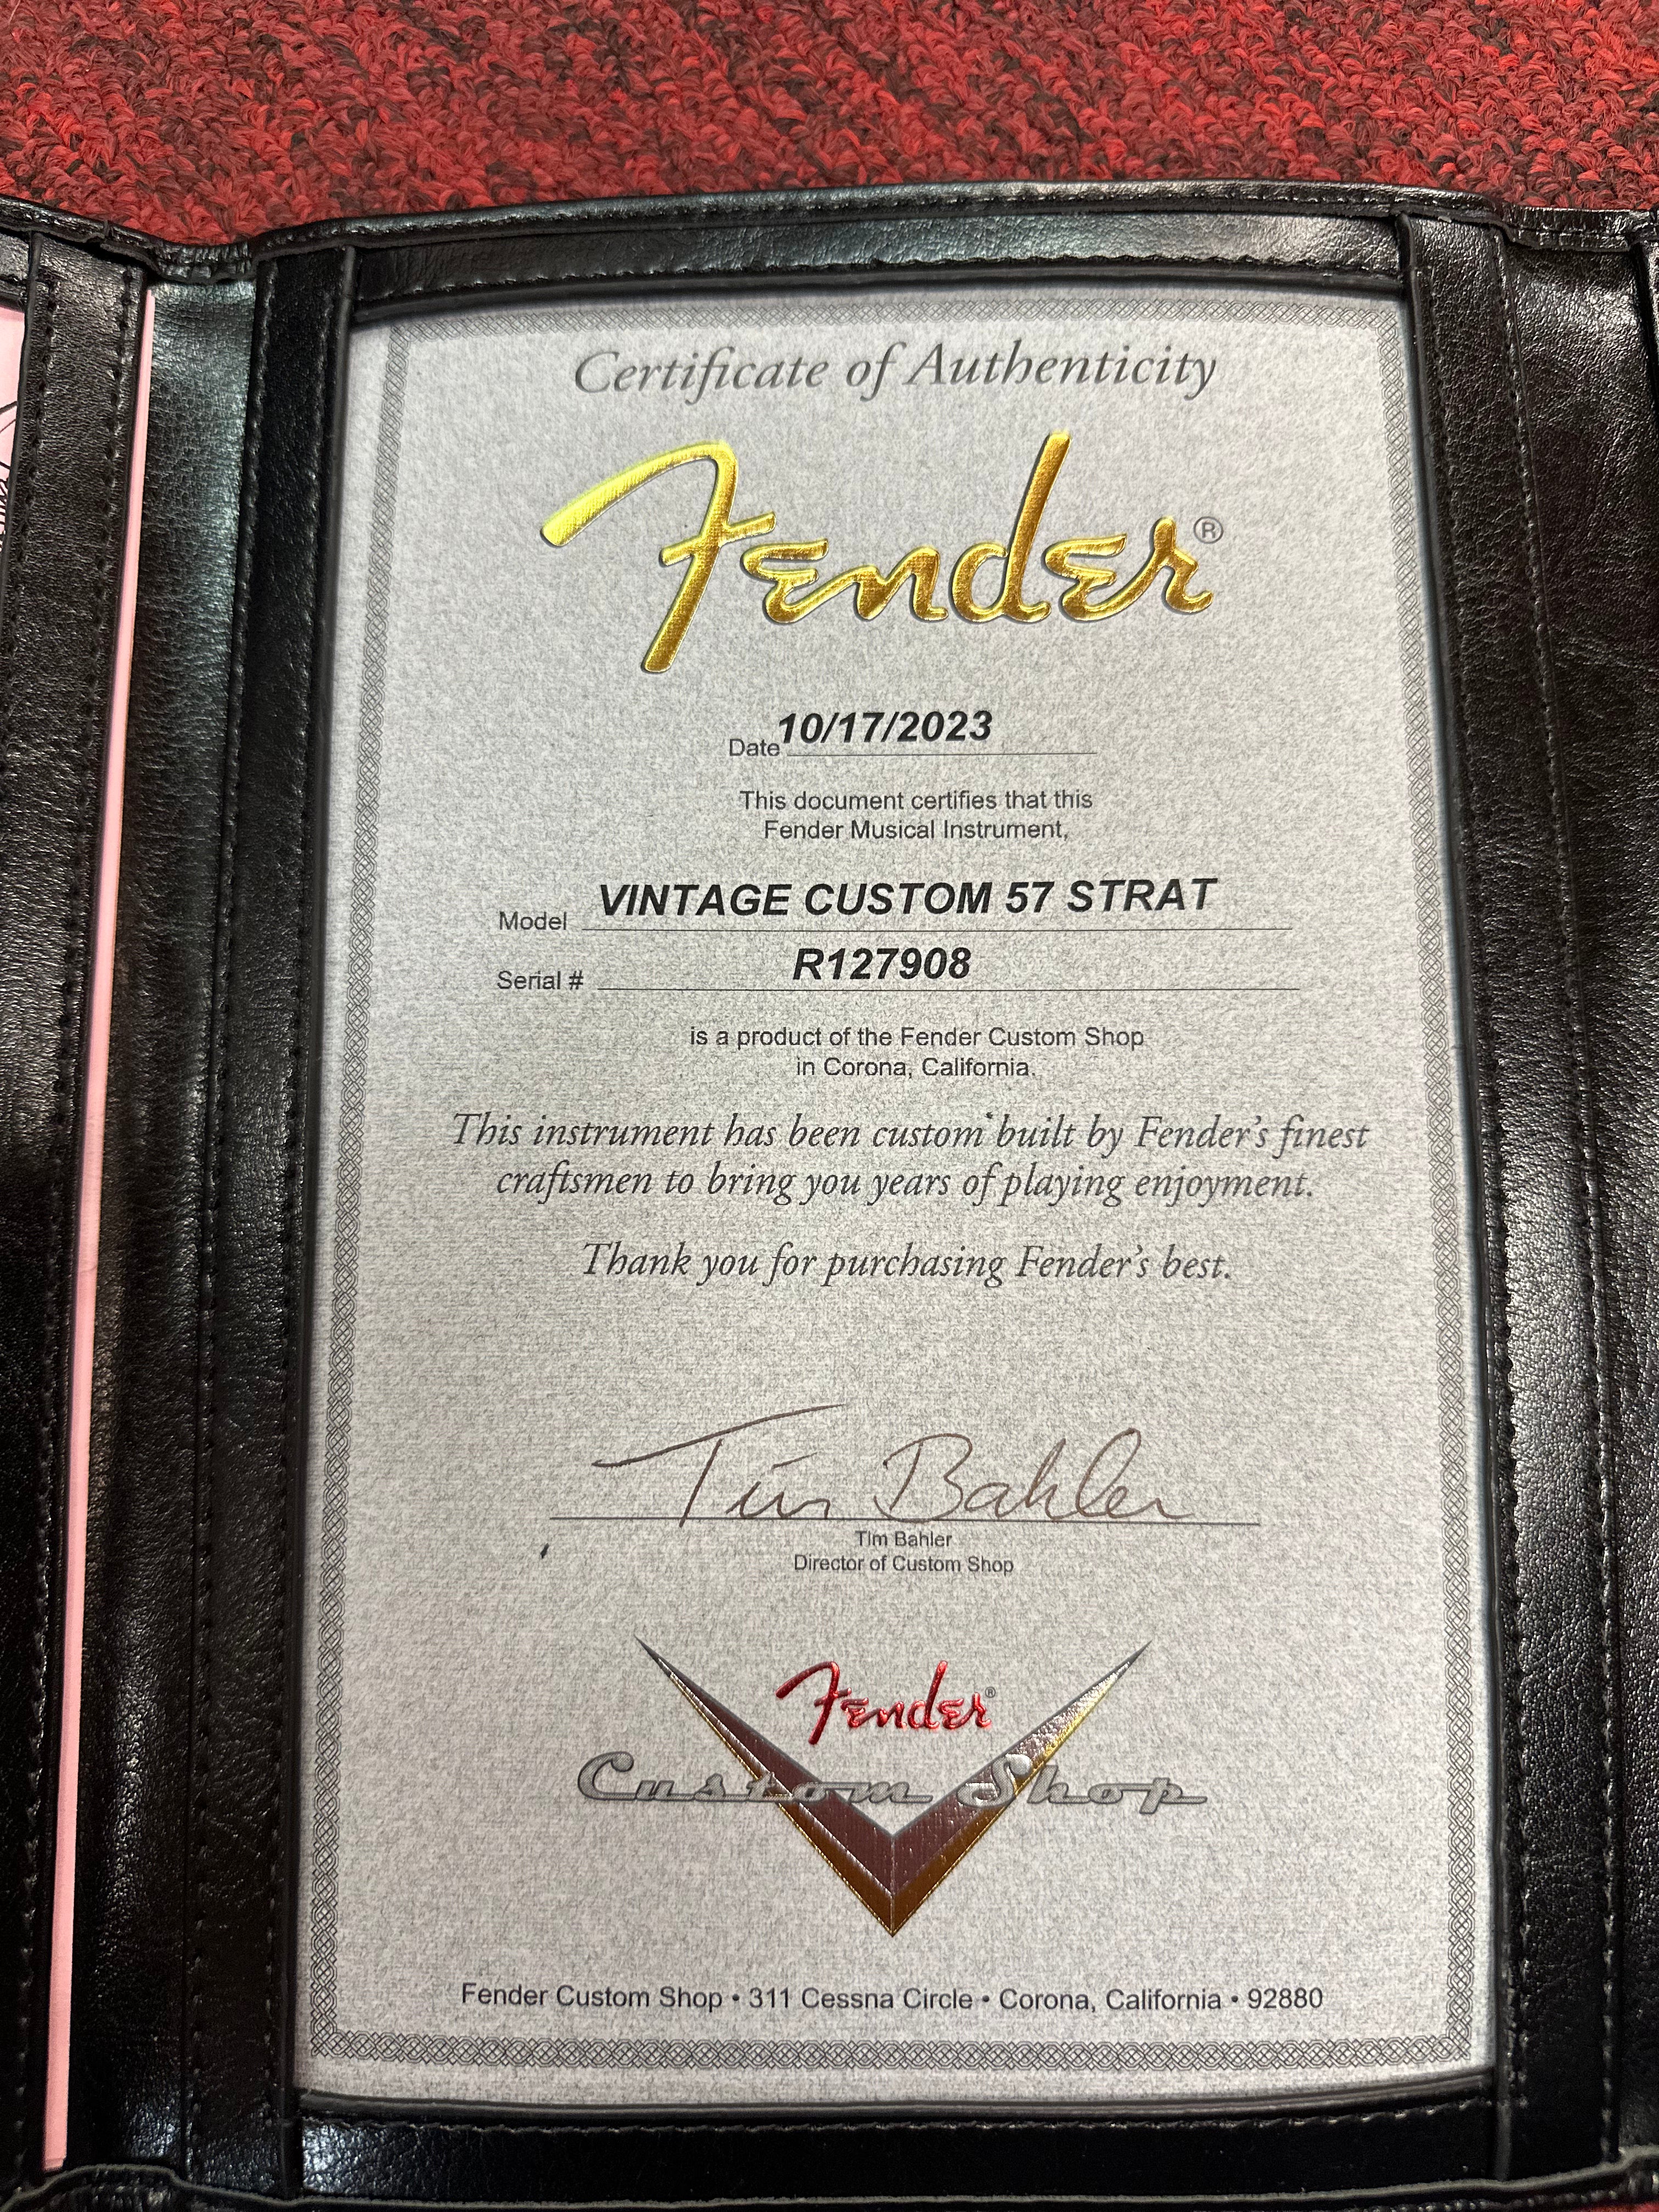 Certificate of Authenticity
Fender®
Date 10/17/2023
This document certifies that this
Fender Musical Instrument,
Model VINTAGE CUSTOM 57 STRAT
Serial # R127908
is a product of the Fender Custom Shop
in Corona, California.
This instrument has been custom built by Fender's finest
craftsmen to bring you years of playing enjoyment.
Thank you for purchasing Fender's best.
Tim Bahler
Tim Bahler
Director of Custom Shop
Fender®
Custom Shop
Fender Custom Shop • 311 Cessna Circle • Corona, California • 92880